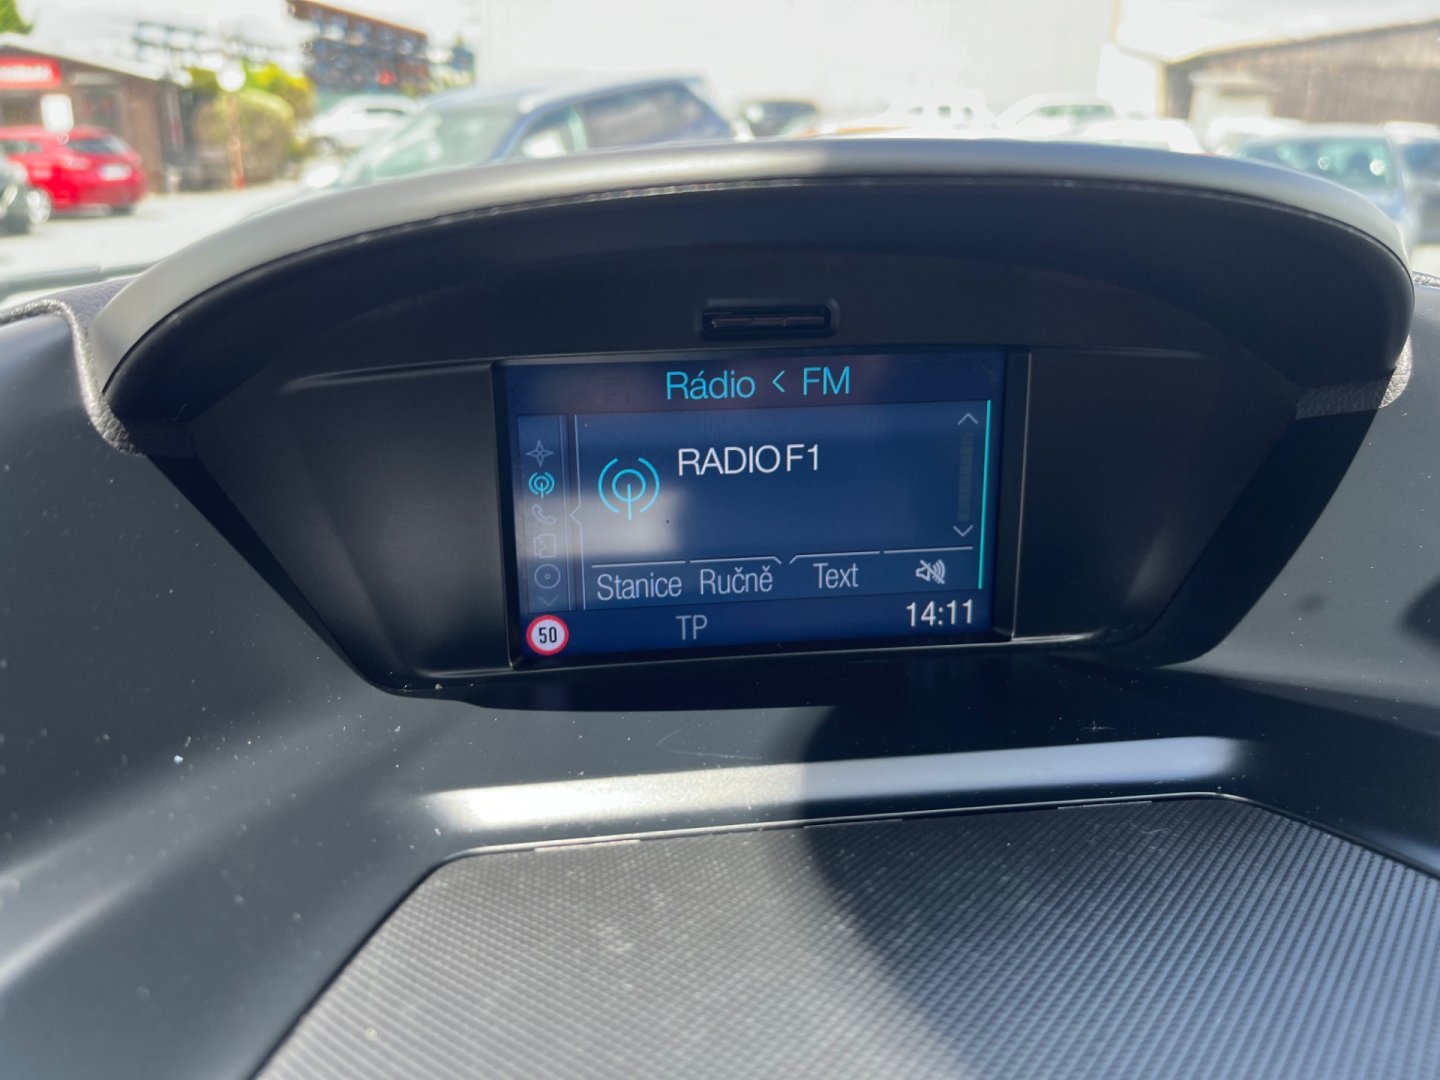 Rádio < FM
RADIO F1
Stanice Ručně Text
50 TP 14:11